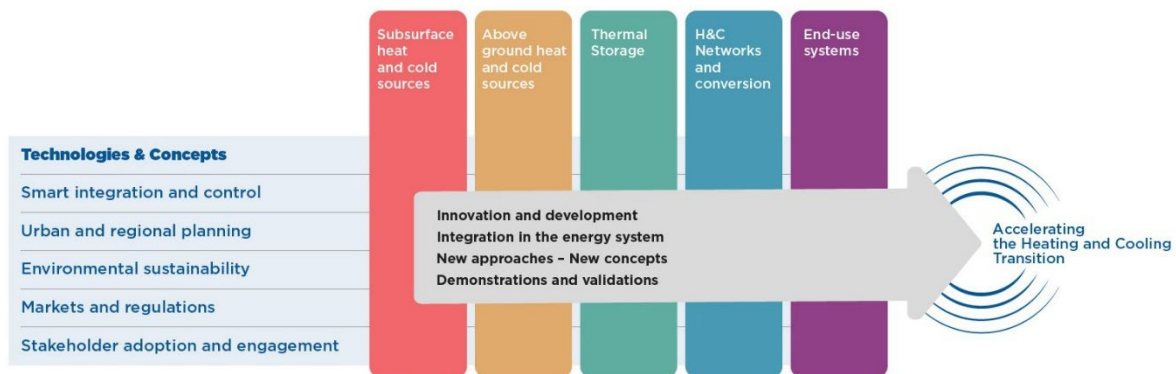 Subsurface
heat
and cold
sources
Above
ground heat
and cold
sources
Thermal
Storage
H&C
Networks
and
conversion
End-use
systems
Technologies & Concepts
Smart integration and control
Urban and regional planning
Environmental sustainability
Markets and regulations
Stakeholder adoption and engagement
Innovation and development
Integration in the energy system
New approaches – New concepts
Demonstrations and validations
Accelerating
the Heating and Cooling
Transition